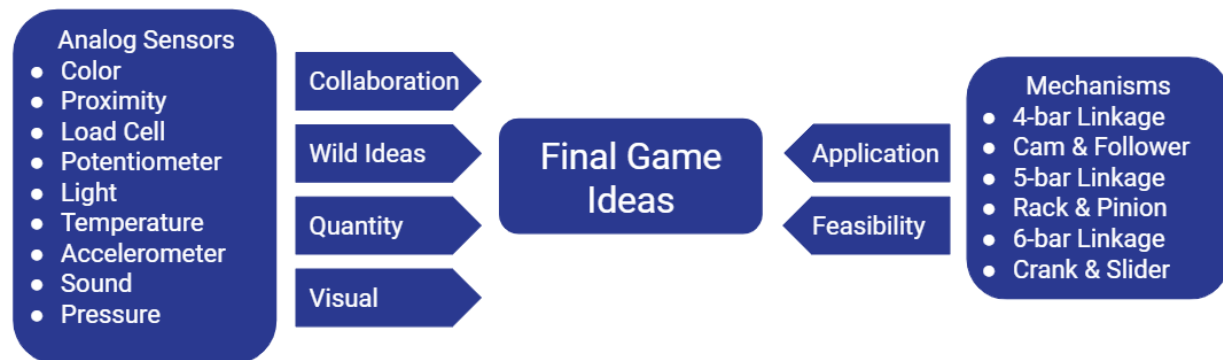 Analog Sensors
● Color
● Proximity
● Load Cell
● Potentiometer
● Light
● Temperature
● Accelerometer
● Sound
● Pressure
Collaboration
Wild Ideas
Quantity
Visual
Final Game
Ideas
Application
Feasibility
Mechanisms
● 4-bar Linkage
● Cam & Follower
● 5-bar Linkage
● Rack & Pinion
● 6-bar Linkage
● Crank & Slider